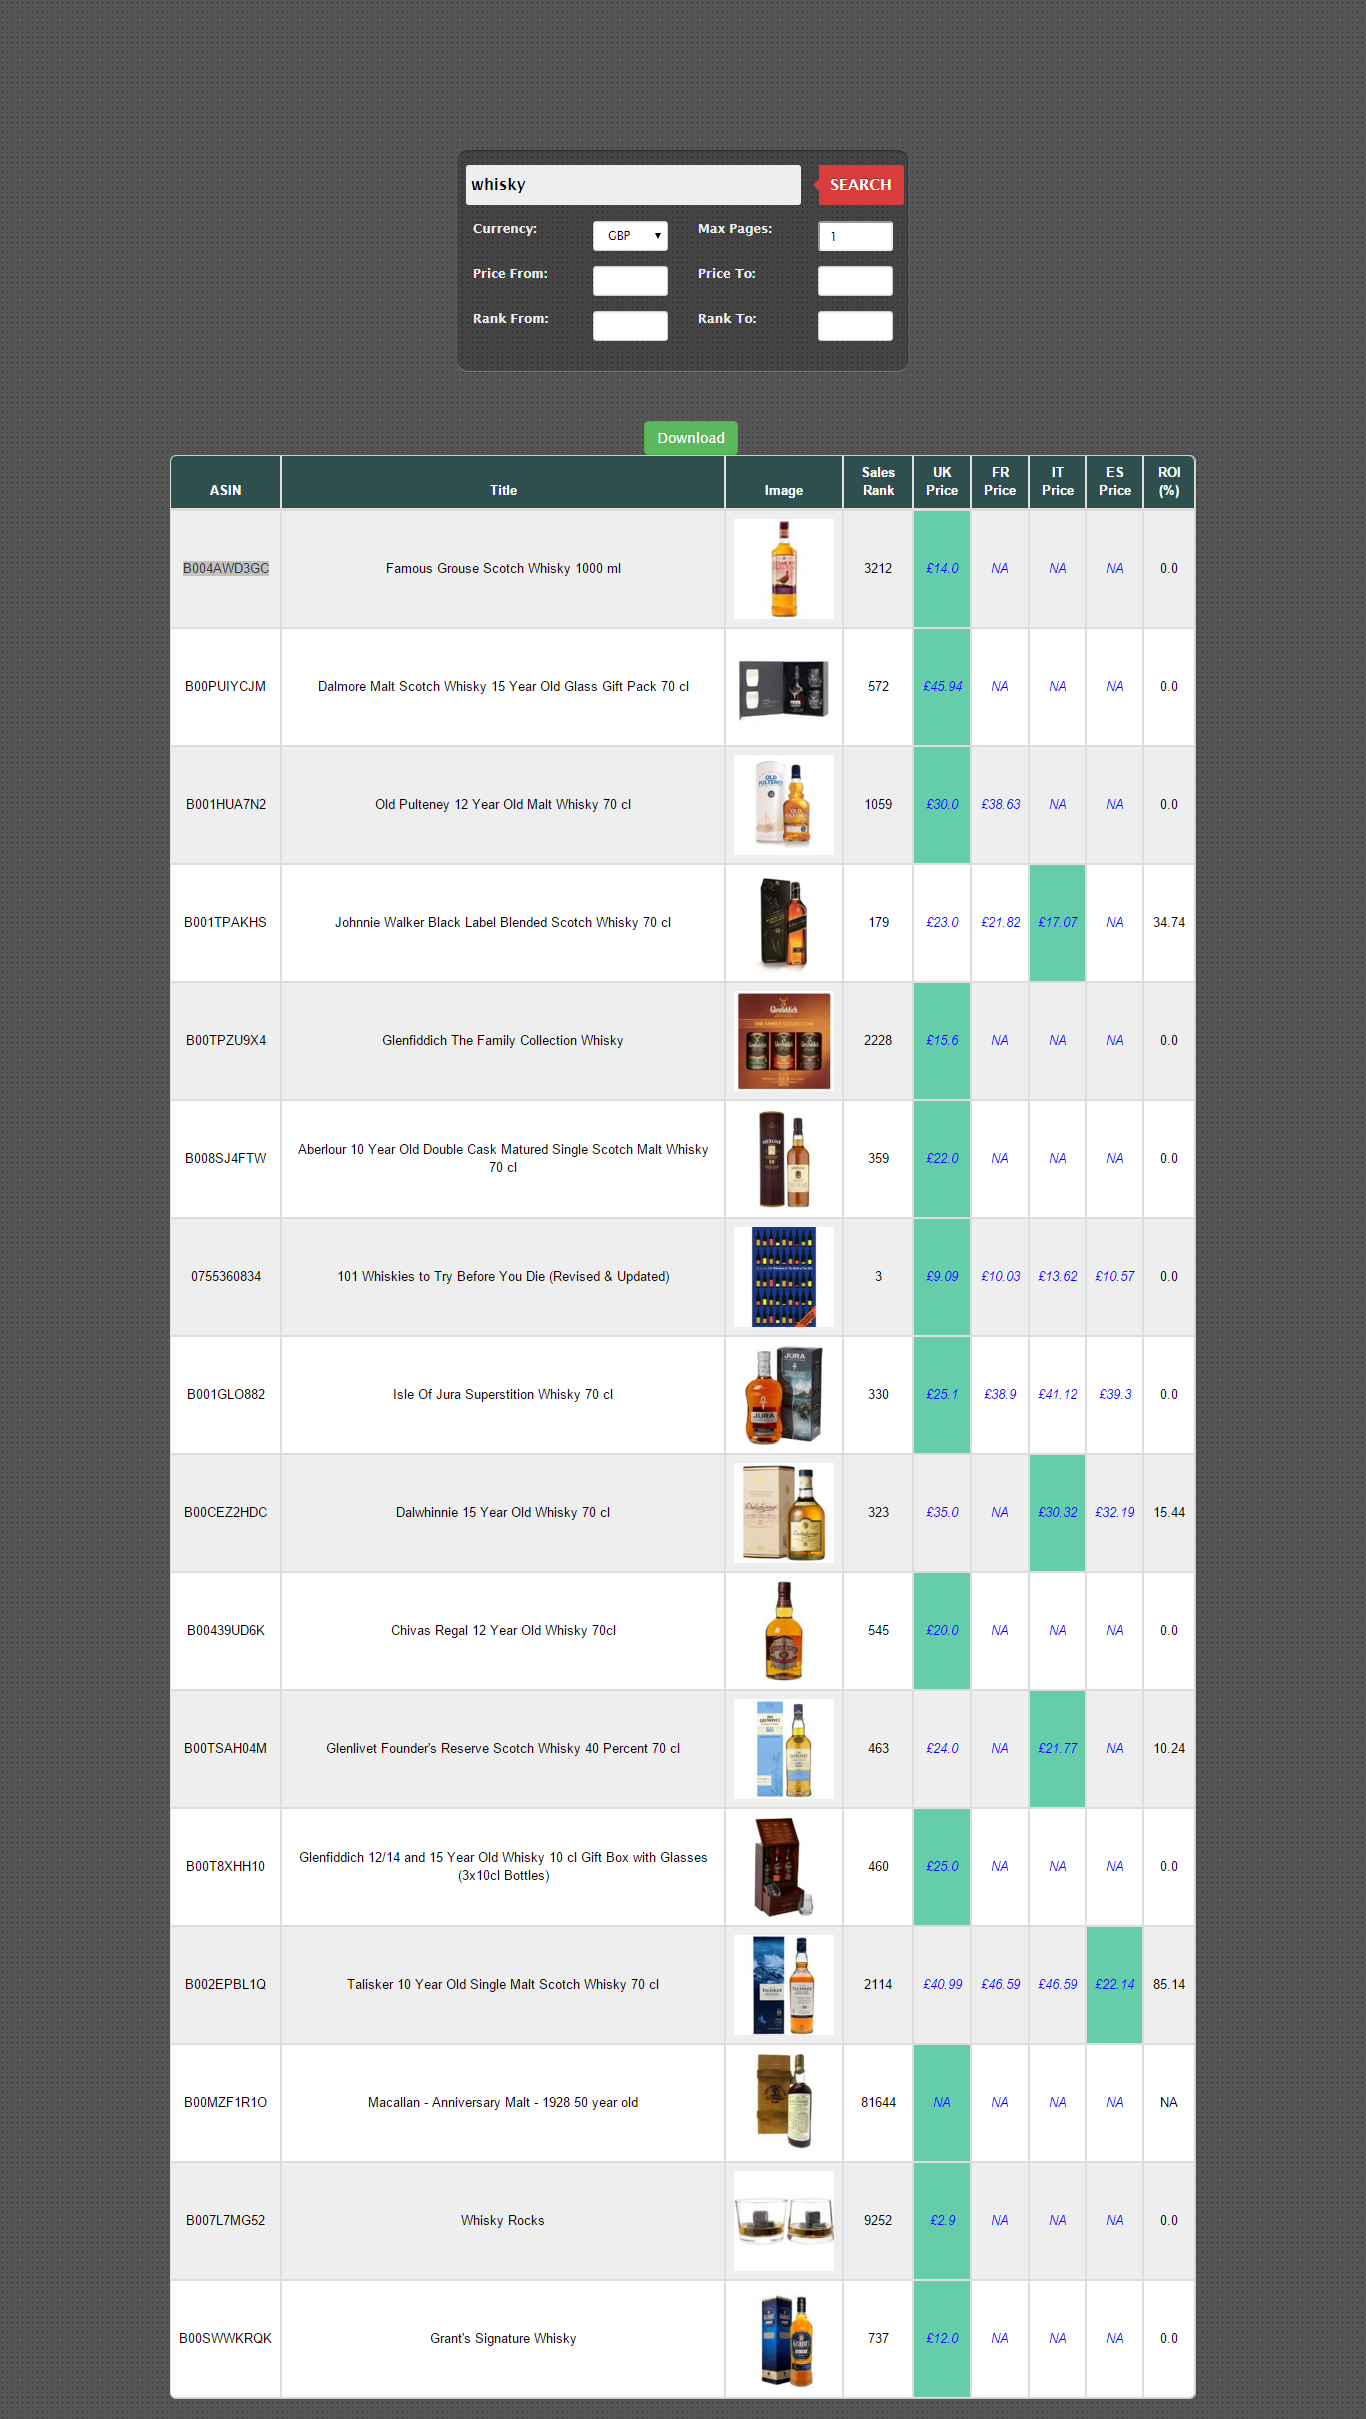 whisky
SEARCH
Currency: GBP Max Pages: 1
Price From: Price To:
Rank From: Rank To:
Download
ASIN Title Image Sales Rank UK Price FR Price IT Price ES Price ROI (%)
B004AWD3GC Famous Grouse Scotch Whisky 1000 ml 3212 £14.0 NA NA NA 0.0
B00PUIYCJM Dalmore Malt Scotch Whisky 15 Year Old Glass Gift Pack 70 cl 572 £45.94 NA NA NA 0.0
OLD PULTENEY
B001HUA7N2 Old Pulteney 12 Year Old Malt Whisky 70 cl 1059 £30.0 £38.63 NA NA 0.0
B001TPAKHS Johnnie Walker Black Label Blended Scotch Whisky 70 cl 179 £23.0 £21.82 £17.07 NA 34.74
Glenfiddich
THE FAMILY COLLECTION
B00TPZU9X4 Glenfiddich The Family Collection Whisky 2228 £15.6 NA NA NA 0.0
B008SJ4FTW Aberlour 10 Year Old Double Cask Matured Single Scotch Malt Whisky
70 cl 359 £22.0 NA NA NA 0.0
0755360834 101 Whiskies to Try Before You Die (Revised & Updated) 3 £9.09 £10.03 £13.62 £10.57 0.0
JURA
JURA
B001GLO882 Isle Of Jura Superstition Whisky 70 cl 330 £25.1 £38.9 £41.12 £39.3 0.0
B00CEZ2HDC Dalwhinnie 15 Year Old Whisky 70 cl 323 £35.0 NA £30.32 £32.19 15.44
B00439UD6K Chivas Regal 12 Year Old Whisky 70cl 545 £20.0 NA NA NA 0.0
B00TSAH04M Glenlivet Founder's Reserve Scotch Whisky 40 Percent 70 cl 463 £24.0 NA £21.77 NA 10.24
B00T8XHH10 Glenfiddich 12/14 and 15 Year Old Whisky 10 cl Gift Box with Glasses
(3x10cl Bottles) 460 £25.0 NA NA NA 0.0
TALISKER
B002EPBL1Q Talisker 10 Year Old Single Malt Scotch Whisky 70 cl 2114 £40.99 £46.59 £46.59 £22.14 85.14
B00MZF1R1O Macallan - Anniversary Malt - 1928 50 year old 81644 NA NA NA NA NA
B007L7MG52 Whisky Rocks 9252 £2.9 NA NA NA 0.0
B00SWWKRQK Grant's Signature Whisky 737 £12.0 NA NA NA 0.0